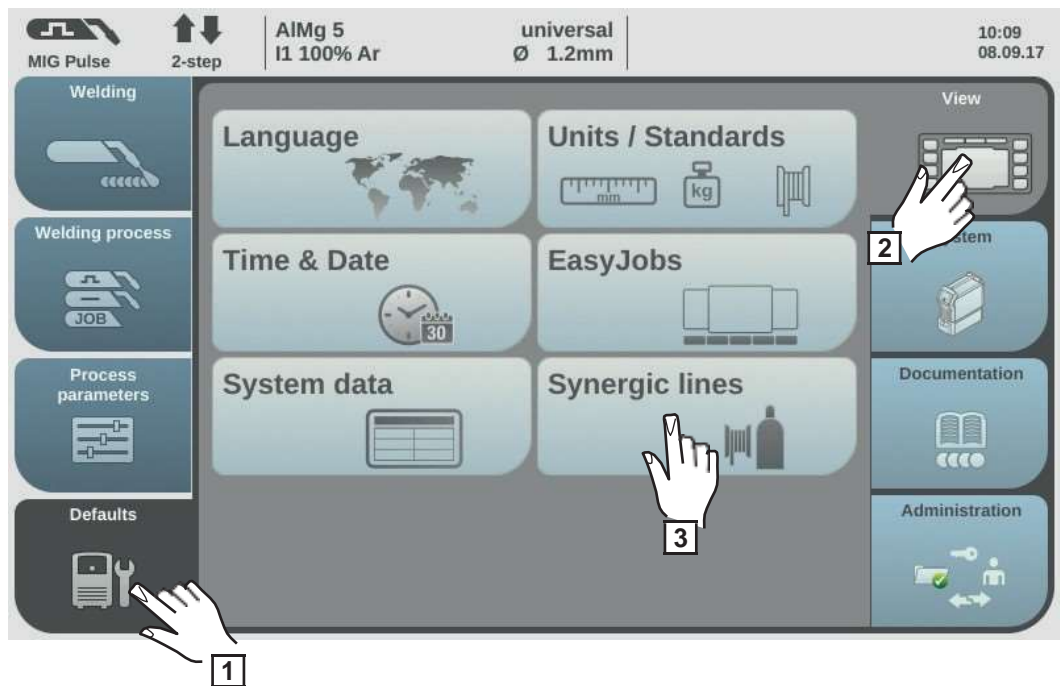 MIG Pulse
2-step
AlMg 5
I1 100% Ar
universal
Ø 1.2mm
10:09
08.09.17
Welding
Welding process
JOB
Process
parameters
Defaults
1
Language
Units / Standards
mm
kg
Time & Date
30
EasyJobs
System data
Synergic lines
3
View
2
Documentation
Administration